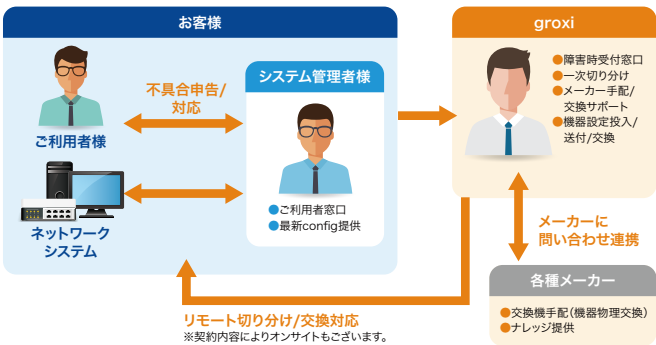 お客様
ご利用者様
不具合申告/
対応
システム管理者様
●ご利用者窓口
●最新config提供
ネットワーク
システム
groxi
●障害時受付窓口
●一次切り分け
●メーカー手配/
交換サポート
●機器設定投入/
送付/交換
メーカーに
問い合わせ連携
各種メーカー
●交換機手配(機器物理交換)
●ナレッジ提供
リモート切り分け/交換対応
※契約内容によりオンサイトもございます。